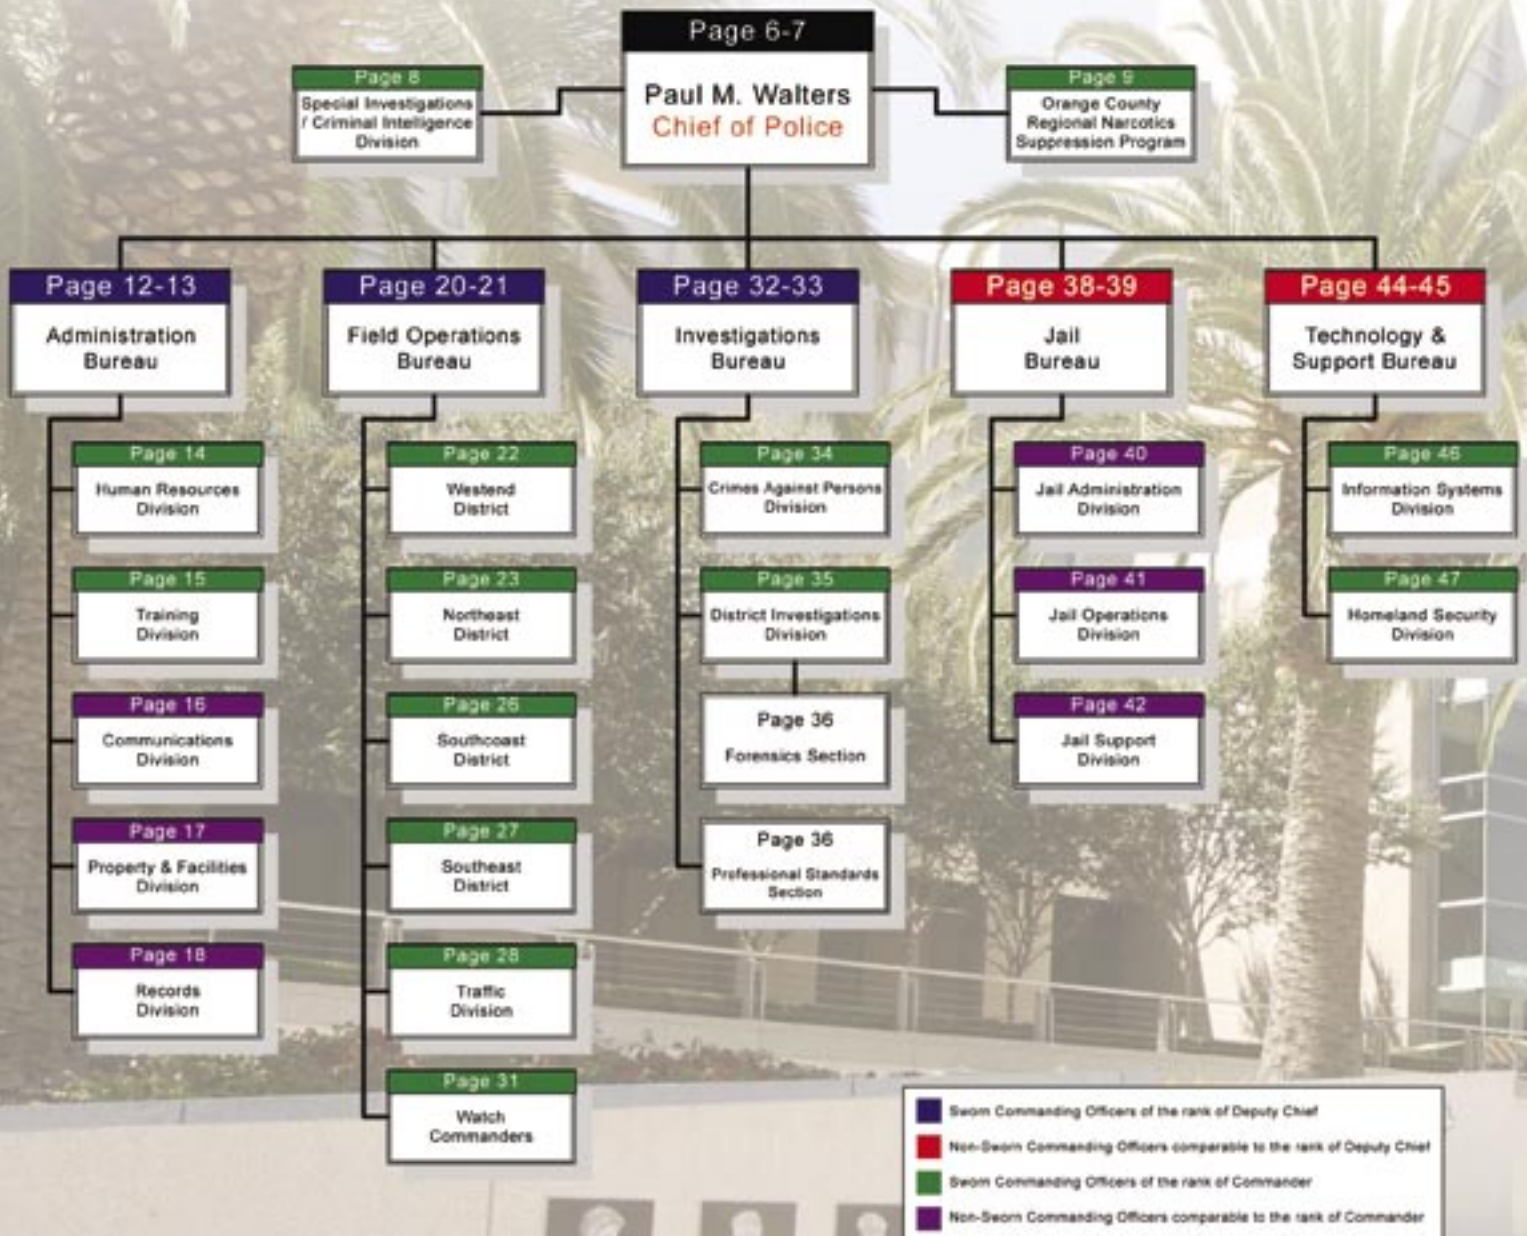 Page 6-7
Paul M. Walters
Chief of Police
Page 8
Special Investigations
/ Criminal Intelligence
Division
Page 9
Orange County
Regional Narcotics
Suppression Program
Page 12-13
Administration
Bureau
Page 14
Human Resources
Division
Page 15
Training
Division
Page 16
Communications
Division
Page 17
Property & Facilities
Division
Page 18
Records
Division
Page 20-21
Field Operations
Bureau
Page 22
Westend
District
Page 23
Northeast
District
Page 26
Southcoast
District
Page 27
Southeast
District
Page 28
Traffic
Division
Page 31
Watch
Commanders
Page 32-33
Investigations
Bureau
Page 34
Crimes Against Persons
Division
Page 35
District Investigations
Division
Page 36
Forensics Section
Page 36
Professional Standards
Section
Page 38-39
Jail
Bureau
Page 40
Jail Administration
Division
Page 41
Jail Operations
Division
Page 42
Jail Support
Division
Page 44-45
Technology &
Support Bureau
Page 46
Information Systems
Division
Page 47
Homeland Security
Division
Sworn Commanding Officers of the rank of Deputy Chief
Non-Sworn Commanding Officers comparable to the rank of Deputy Chief
Sworn Commanding Officers of the rank of Commander
Non-Sworn Commanding Officers comparable to the rank of Commander